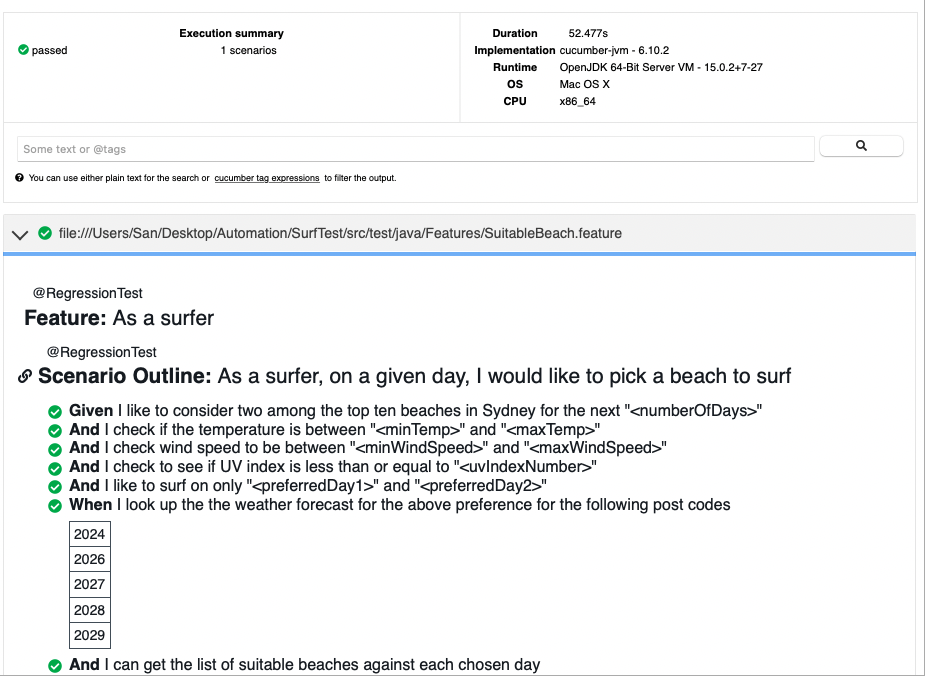 Execution summary
passed
1 scenarios
Duration 52.477s
Implementation cucumber-jvm - 6.10.2
Runtime OpenJDK 64-Bit Server VM - 15.0.2+7-27
OS Mac OS X
CPU x86_64
Some text or @tags
You can use either plain text for the search or cucumber tag expressions to filter the output.
file:///Users/San/Desktop/Automation/SurfTest/src/test/java/Features/SuitableBeach.feature
@RegressionTest
Feature: As a surfer
@RegressionTest
Scenario Outline: As a surfer, on a given day, I would like to pick a beach to surf
Given I like to consider two among the top ten beaches in Sydney for the next "<numberOfDays>"
And I check if the temperature is between "<minTemp>" and "<maxTemp>"
And I check wind speed to be between "<minWindSpeed>" and "<maxWindSpeed>"
And I check to see if UV index is less than or equal to "<uvIndexNumber>"
And I like to surf on only "<preferredDay1>" and "<preferredDay2>"
When I look up the the weather forecast for the above preference for the following post codes
2024
2026
2027
2028
2029
And I can get the list of suitable beaches against each chosen day